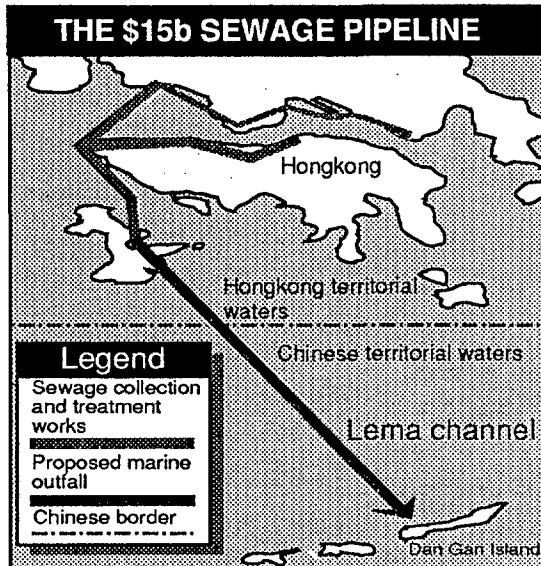 THE $15b SEWAGE PIPELINE
Hongkong
Hongkong territorial
waters
Chinese territorial waters
Lema channel
Dan Gan Island
Legend
Sewage collection
and treatment
works
Proposed marine
outfall
Chinese border